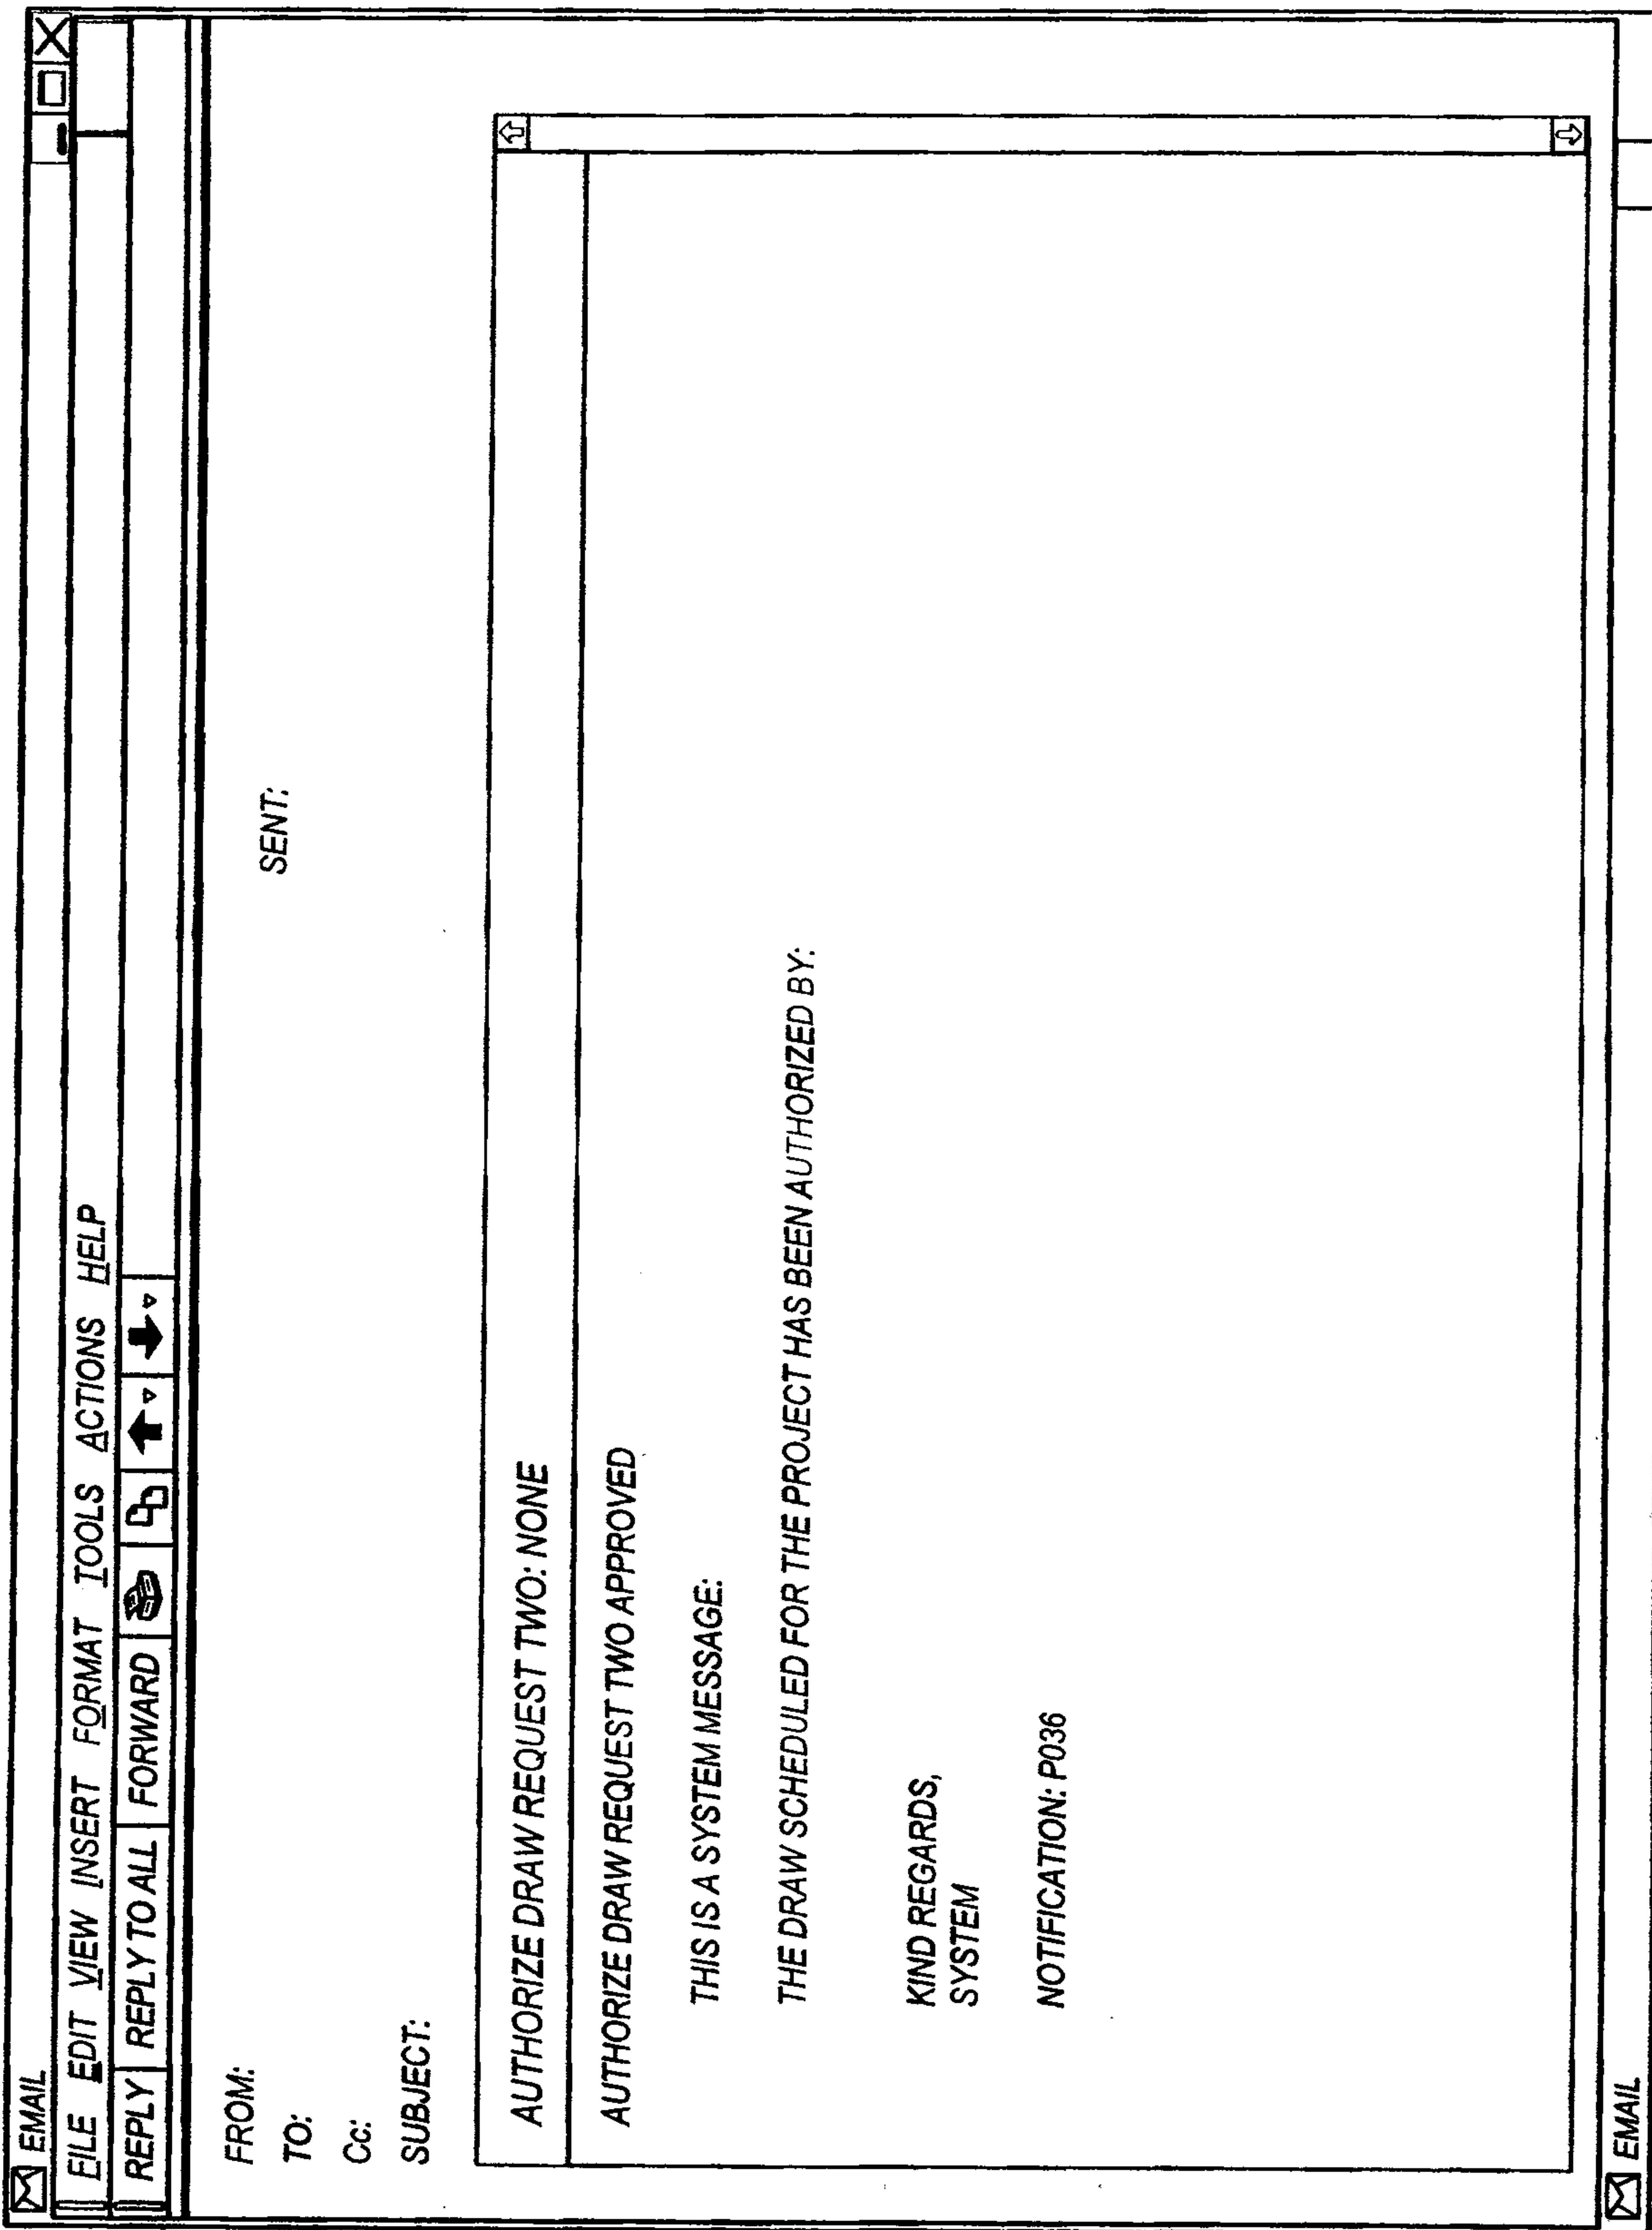 EMAIL
FILE EDIT VIEW INSERT FORMAT TOOLS ACTIONS HELP
REPLY REPLY TO ALL FORWARD
FROM:
SENT:
TO:
Cc:
SUBJECT:
AUTHORIZE DRAW REQUEST TWO: NONE
AUTHORIZE DRAW REQUEST TWO APPROVED
THIS IS A SYSTEM MESSAGE:
THE DRAW SCHEDULED FOR THE PROJECT HAS BEEN AUTHORIZED BY:
KIND REGARDS,
SYSTEM
NOTIFICATION: P036
EMAIL